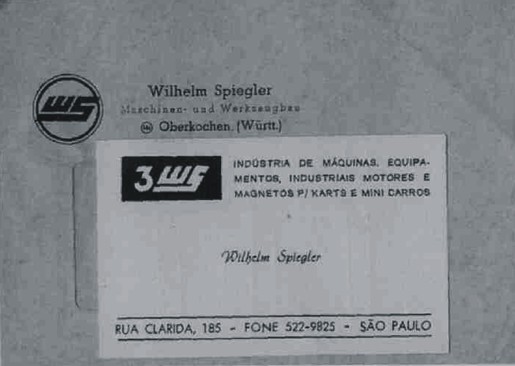 WS
Wilhelm Spiegler
Maschinen- und Werkzeugbau
Oberkochen (Württ.)
3WS
INDÚSTRIA DE MÁQUINAS, EQUIPA-
MENTOS, INDUSTRIAIS MOTORES E
MAGNETOS P/ KARTS E MINI CARROS
Wilhelm Spiegler
RUA CLARIDA, 185 - FONE 522-9825 - SÃO PAULO